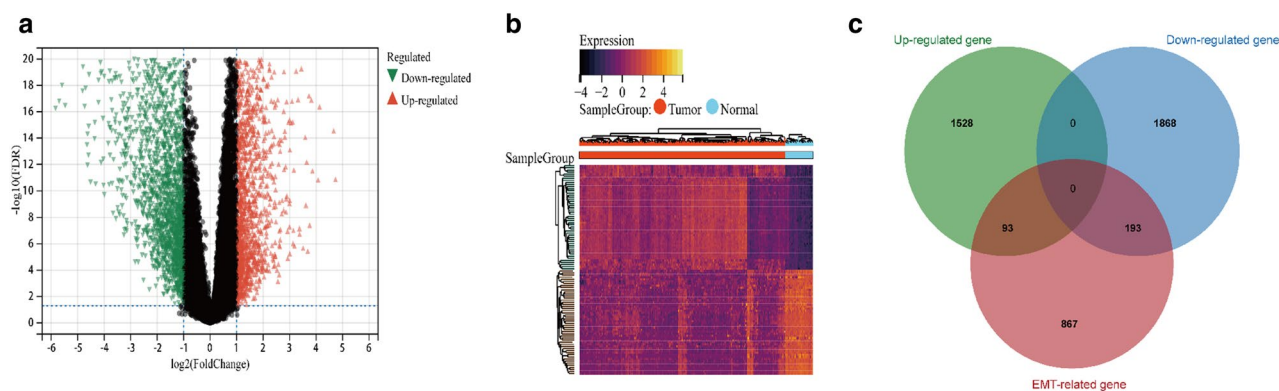 a
20
18
16
14
12
10
8
6
4
2
0
-log10(FDR)
-6 -5 -4 -3 -2 -1 0 1 2 3 4 5 6
log2(FoldChange)
Regulated
Down-regulated
Up-regulated
b
Expression
−4 −2 0 2 4
SampleGroup: Tumor Normal
SampleGroup
c
Up-regulated gene
Down-regulated gene
1528
0
1868
0
93
193
867
EMT-related gene